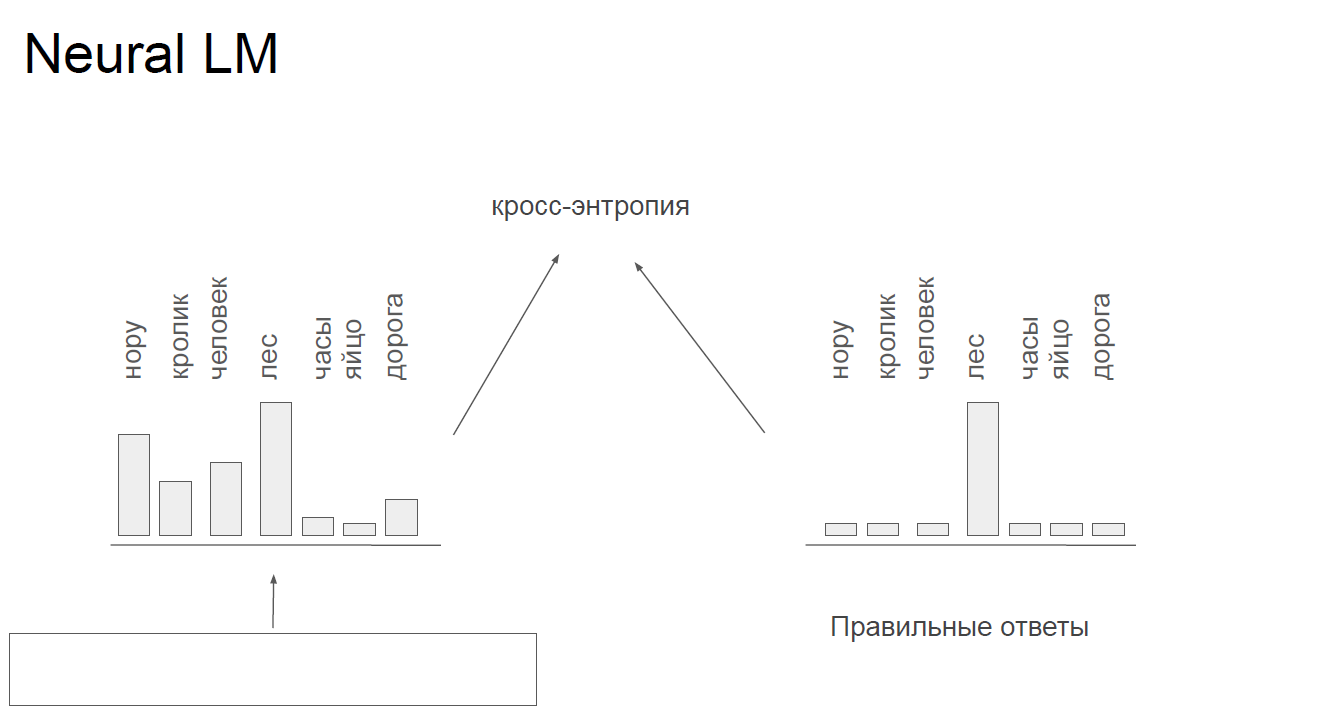 Neural LM
кросс-энтропия
нору
кролик
человек
лес
часы
яйцо
дорога
нору
кролик
человек
лес
часы
яйцо
дорога
Правильные ответы